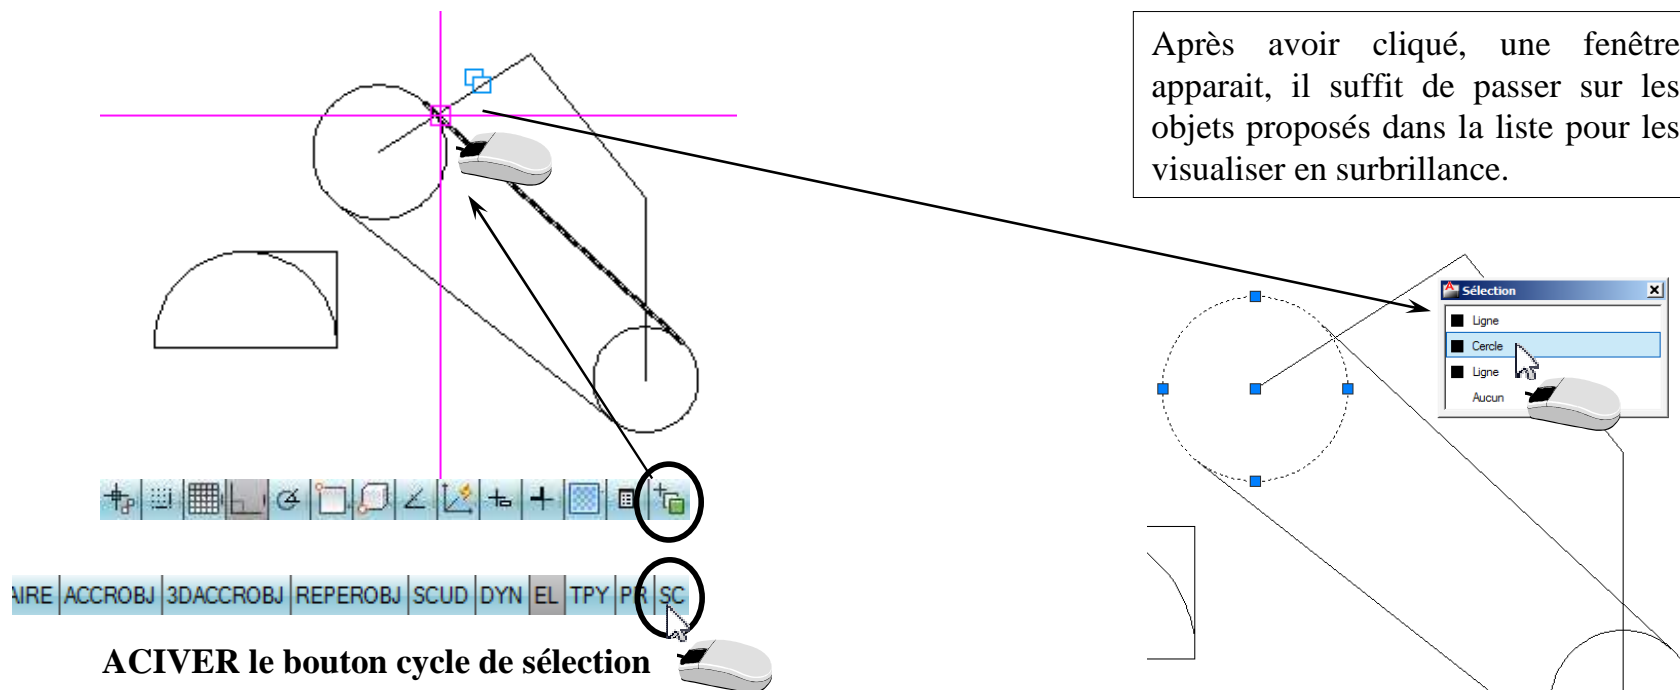 Après avoir cliqué, une fenêtre
apparait, il suffit de passer sur les
objets proposés dans la liste pour les
visualiser en surbrillance.
Sélection
Ligne
Cercle
Ligne
Aucun
AIRE ACCROBJ 3DACCROBJ REPEROBJ SCUD DYN EL TPY PR SC
ACIVER le bouton cycle de sélection